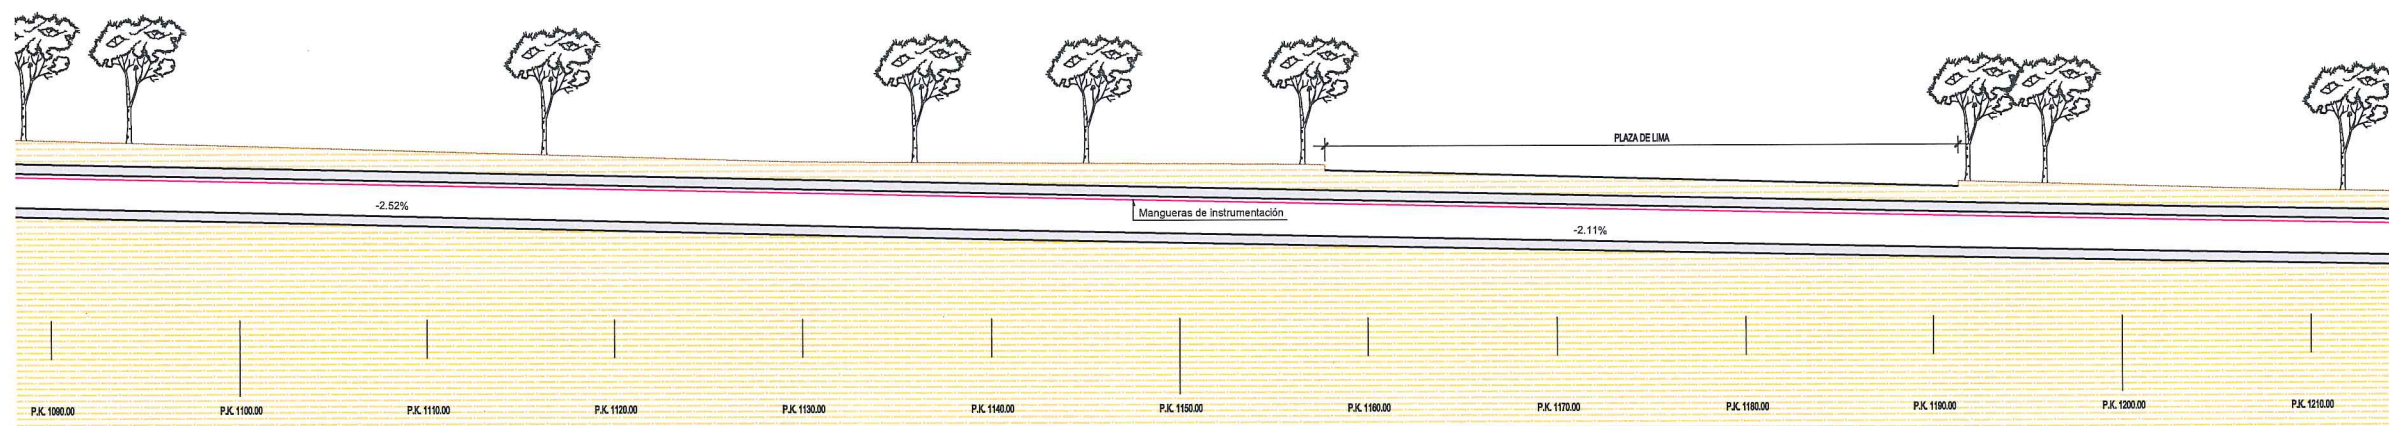 PLAZA DE LIMA
-2.52%
Mangueras de instrumentación
-2.11%
P.K. 1090.00
P.K. 1100.00
P.K. 1110.00
P.K. 1120.00
P.K. 1130.00
P.K. 1140.00
P.K. 1150.00
P.K. 1160.00
P.K. 1170.00
P.K. 1180.00
P.K. 1190.00
P.K. 1200.00
P.K. 1210.00